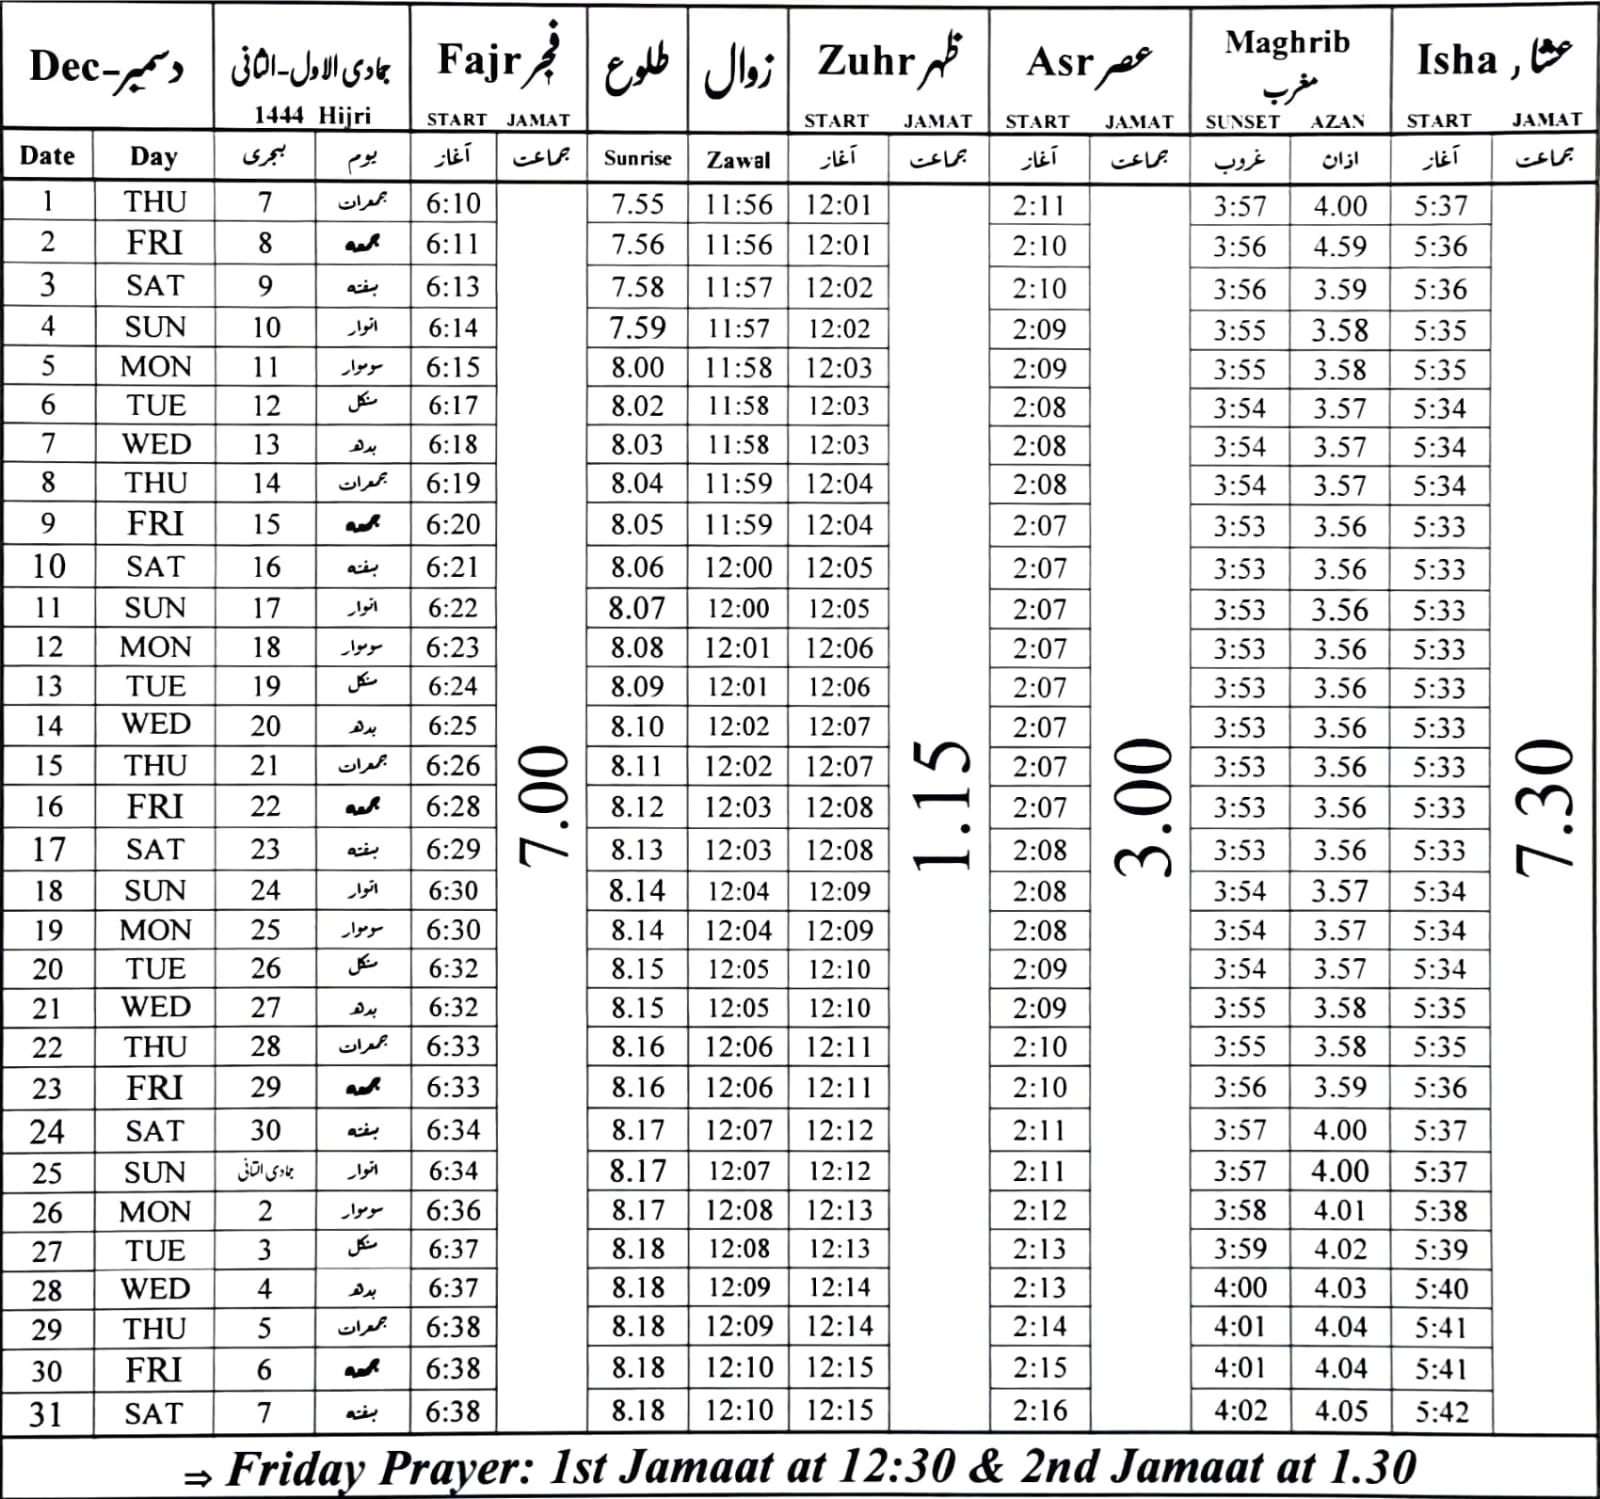 Dec-دسمبر جمادی الاول-الثانی Fajr فجر طلوع زوال Zuhr ظہر Asr عصر Maghrib مغرب Isha عشاء
1444 Hijri START JAMAT START JAMAT START JAMAT SUNSET AZAN START JAMAT
Date Day ہجری یوم آغاز جماعت Sunrise Zawal آغاز جماعت آغاز جماعت غروب اذان آغاز جماعت
1 THU 7 جمعرات 6:10 7.55 11:56 12:01 2:11 3:57 4.00 5:37
2 FRI 8 جمعہ 6:11 7.56 11:56 12:01 2:10 3:56 4.59 5:36
3 SAT 9 ہفتہ 6:13 7.58 11:57 12:02 2:10 3:56 3.59 5:36
4 SUN 10 اتوار 6:14 7.59 11:57 12:02 2:09 3:55 3.58 5:35
5 MON 11 سوموار 6:15 8.00 11:58 12:03 2:09 3:55 3.58 5:35
6 TUE 12 منگل 6:17 8.02 11:58 12:03 2:08 3:54 3.57 5:34
7 WED 13 بدھ 6:18 8.03 11:58 12:03 2:08 3:54 3.57 5:34
8 THU 14 جمعرات 6:19 8.04 11:59 12:04 2:08 3:54 3.57 5:34
9 FRI 15 جمعہ 6:20 8.05 11:59 12:04 2:07 3:53 3.56 5:33
10 SAT 16 ہفتہ 6:21 8.06 12:00 12:05 2:07 3:53 3.56 5:33
11 SUN 17 اتوار 6:22 8.07 12:00 12:05 2:07 3:53 3.56 5:33
12 MON 18 سوموار 6:23 8.08 12:01 12:06 2:07 3:53 3.56 5:33
13 TUE 19 منگل 6:24 8.09 12:01 12:06 2:07 3:53 3.56 5:33
14 WED 20 بدھ 6:25 8.10 12:02 12:07 2:07 3:53 3.56 5:33
15 THU 21 جمعرات 6:26 7.00 8.11 12:02 12:07 1.15 2:07 3.00 3:53 3.56 5:33 7.30
16 FRI 22 جمعہ 6:28 8.12 12:03 12:08 2:07 3:53 3.56 5:33
17 SAT 23 ہفتہ 6:29 8.13 12:03 12:08 2:08 3:53 3.56 5:33
18 SUN 24 اتوار 6:30 8.14 12:04 12:09 2:08 3:54 3.57 5:34
19 MON 25 سوموار 6:30 8.14 12:04 12:09 2:08 3:54 3.57 5:34
20 TUE 26 منگل 6:32 8.15 12:05 12:10 2:09 3:54 3.57 5:34
21 WED 27 بدھ 6:32 8.15 12:05 12:10 2:09 3:55 3.58 5:35
22 THU 28 جمعرات 6:33 8.16 12:06 12:11 2:10 3:55 3.58 5:35
23 FRI 29 جمعہ 6:33 8.16 12:06 12:11 2:10 3:56 3.59 5:36
24 SAT 30 ہفتہ 6:34 8.17 12:07 12:12 2:11 3:57 4.00 5:37
25 SUN جمادی الثانی اتوار 6:34 8.17 12:07 12:12 2:11 3:57 4.00 5:37
26 MON 2 سوموار 6:36 8.17 12:08 12:13 2:12 3:58 4.01 5:38
27 TUE 3 منگل 6:37 8.18 12:08 12:13 2:13 3:59 4.02 5:39
28 WED 4 بدھ 6:37 8.18 12:09 12:14 2:13 4:00 4.03 5:40
29 THU 5 جمعرات 6:38 8.18 12:09 12:14 2:14 4:01 4.04 5:41
30 FRI 6 جمعہ 6:38 8.18 12:10 12:15 2:15 4:01 4.04 5:41
31 SAT 7 ہفتہ 6:38 8.18 12:10 12:15 2:16 4:02 4.05 5:42
⇒ Friday Prayer: 1st Jamaat at 12:30 & 2nd Jamaat at 1.30